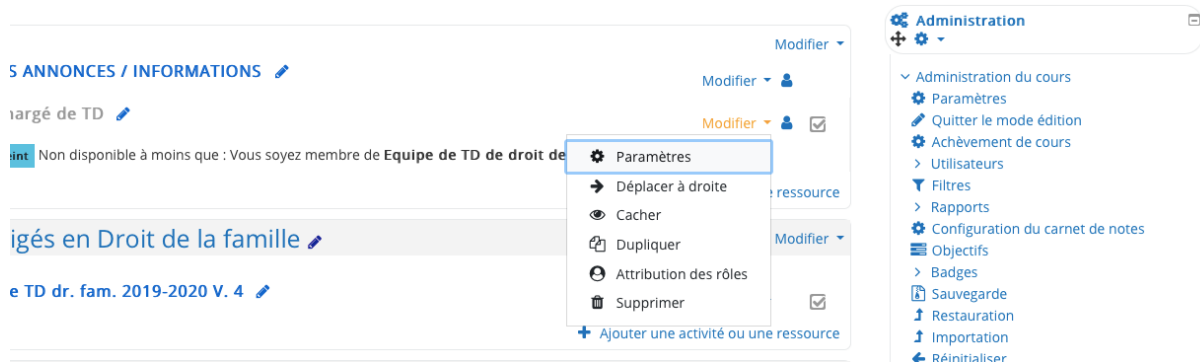 Modifier
S ANNONCES / INFORMATIONS
Modifier
argé de TD
Modifier
Non disponible à moins que : Vous soyez membre de Equipe de TD de droit de
Paramètres
Déplacer à droite
ressource
Cacher
igés en Droit de la famille
Modifier
Dupliquer
Attribution des rôles
e TD dr. fam. 2019-2020 V. 4
Supprimer
Ajouter une activité ou une ressource
Administration
Administration du cours
Paramètres
Quitter le mode édition
Achèvement de cours
Utilisateurs
Filtres
Rapports
Configuration du carnet de notes
Objectifs
Badges
Sauvegarde
Restauration
Importation
Réinitialiser